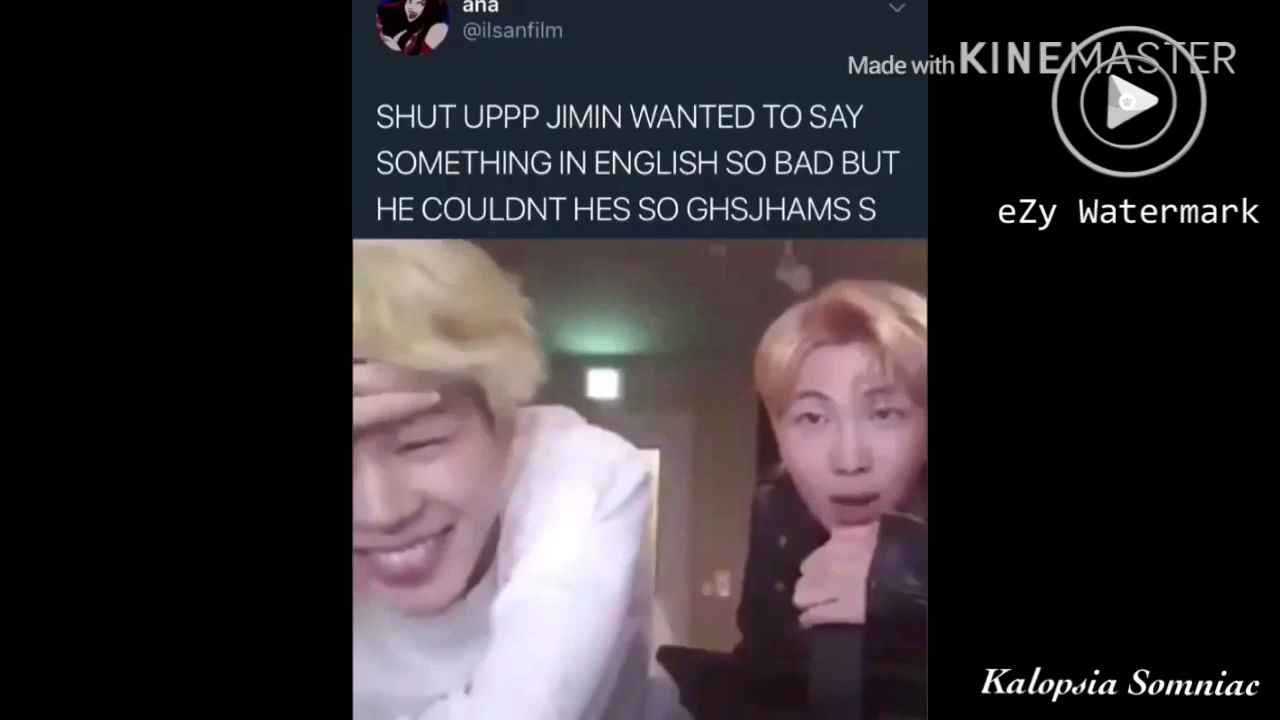 ana
@ilsanfilm
Made with KINEMASTER
SHUT UPPP JIMIN WANTED TO SAY
SOMETHING IN ENGLISH SO BAD BUT
HE COULDNT HES SO GHSJHAMS S
eZy Watermark
Kalopsia Somniac